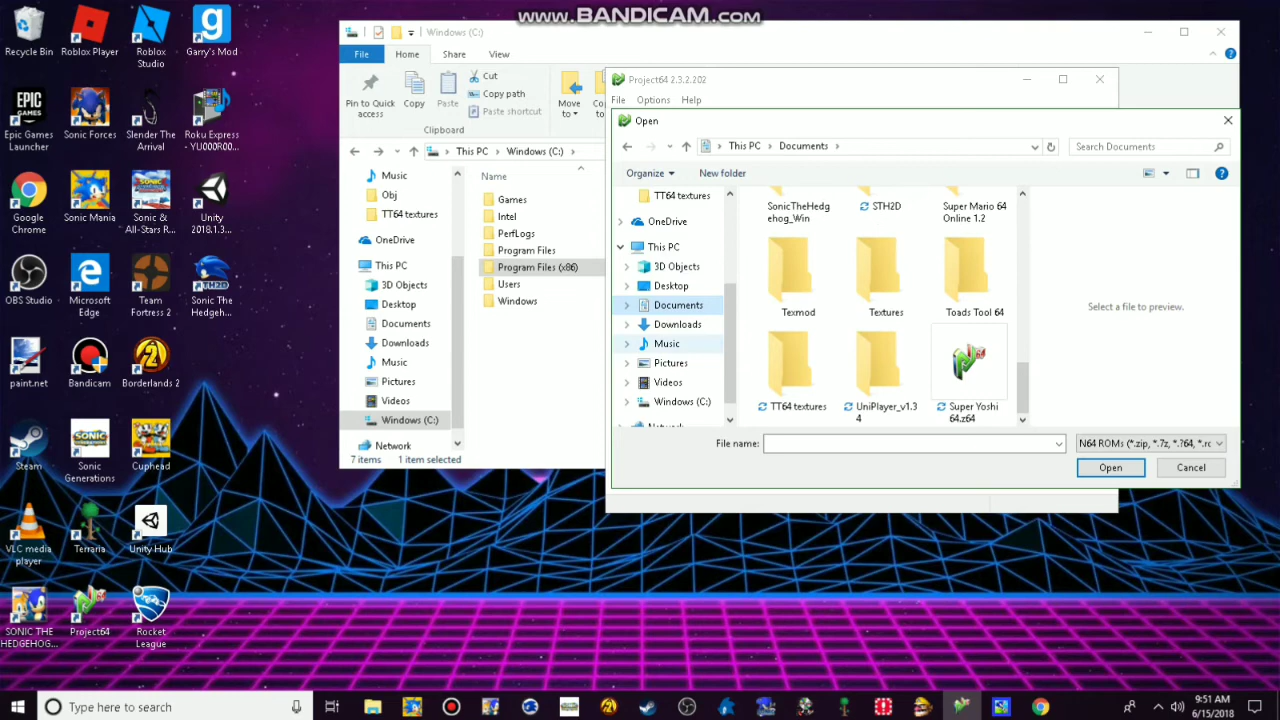 www.BANDICAM.com
Recycle Bin
Roblox Player
Roblox
Studio
Garry's Mod
Epic Games
Launcher
Sonic Forces
Slender The
Arrival
Roku Express
- YU000R00...
Google
Chrome
Sonic Mania
Sonic &
All-Stars R...
Unity
2018.1.3...
OBS Studio
Microsoft
Edge
Team
Fortress 2
Sonic The
Hedgeh...
paint.net
Bandicam
Borderlands 2
Steam
Sonic
Generations
Cuphead
VLC media
player
Terraria
Unity Hub
SONIC THE
HEDGEHOG...
Project64
Rocket
League
Windows (C:)
File
Home
Share
View
Pin to Quick
access
Copy
Paste
Cut
Copy path
Paste shortcut
Move
to
Clipboard
This PC
Windows (C:)
Music
Obj
TT64 textures
OneDrive
This PC
3D Objects
Desktop
Documents
Downloads
Music
Pictures
Videos
Windows (C:)
Network
Name
Games
Intel
PerfLogs
Program Files
Program Files (x86)
Users
Windows
7 items
1 item selected
Project64 2.3.2.202
File
Options
Help
Open
This PC
Documents
Search Documents
Organize
New folder
TT64 textures
OneDrive
This PC
3D Objects
Desktop
Documents
Downloads
Music
Pictures
Videos
Windows (C:)
SonicTheHedg
ehog_Win
STH2D
Super Mario 64
Online 1.2
Texmod
Textures
Toads Tool 64
TT64 textures
UniPlayer_v1.3
4
Super Yoshi
64.z64
Select a file to preview.
File name:
N64 ROMs (*.zip, *.7z, *.?64, *.rc
Open
Cancel
Type here to search
9:51 AM
6/15/2018